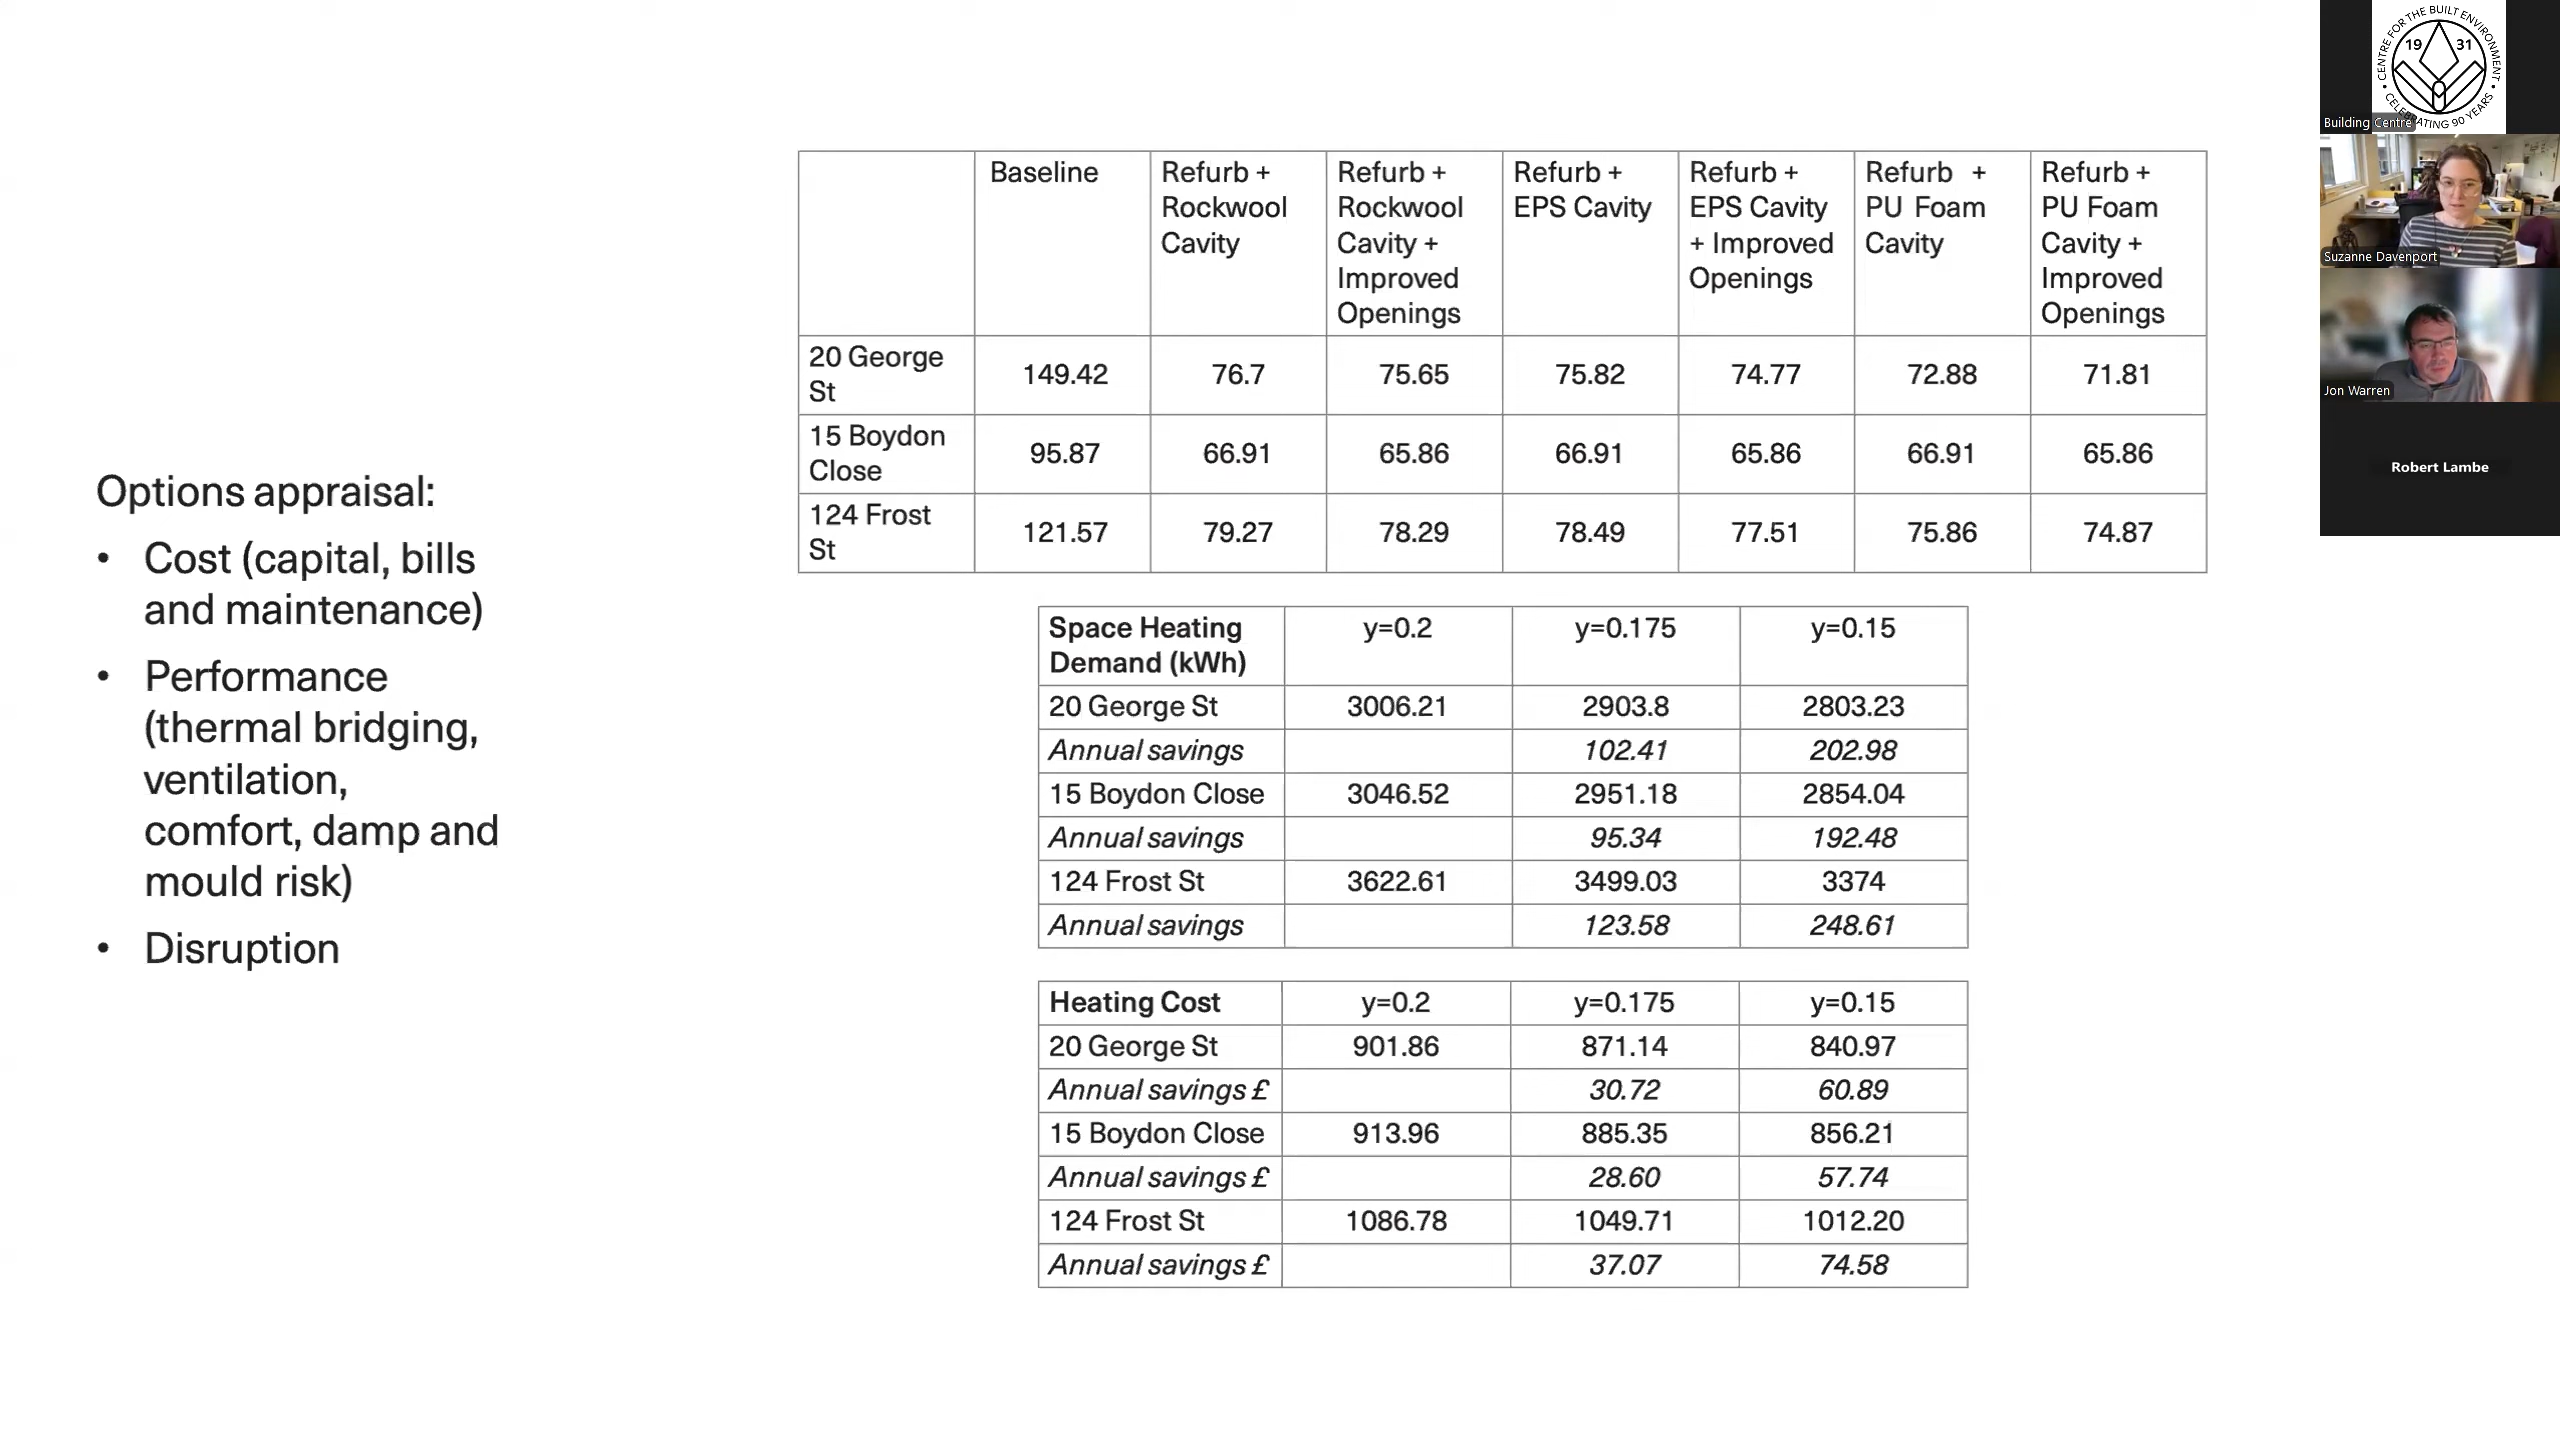 Options appraisal:
• Cost (capital, bills
and maintenance)
• Performance
(thermal bridging,
ventilation,
comfort, damp and
mould risk)
• Disruption
Baseline
Refurb +
Rockwool
Cavity
Refurb +
Rockwool
Cavity +
Improved
Openings
Refurb +
EPS Cavity
Refurb +
EPS Cavity
+ Improved
Openings
Refurb +
PU Foam
Cavity
Refurb +
PU Foam
Cavity +
Improved
Openings
20 George
St
149.42 76.7 75.65 75.82 74.77 72.88 71.81
15 Boydon
Close
95.87 66.91 65.86 66.91 65.86 66.91 65.86
124 Frost
St
121.57 79.27 78.29 78.49 77.51 75.86 74.87
Space Heating
Demand (kWh)
y=0.2 y=0.175 y=0.15
20 George St 3006.21 2903.8 2803.23
Annual savings 102.41 202.98
15 Boydon Close 3046.52 2951.18 2854.04
Annual savings 95.34 192.48
124 Frost St 3622.61 3499.03 3374
Annual savings 123.58 248.61
Heating Cost y=0.2 y=0.175 y=0.15
20 George St 901.86 871.14 840.97
Annual savings £ 30.72 60.89
15 Boydon Close 913.96 885.35 856.21
Annual savings £ 28.60 57.74
124 Frost St 1086.78 1049.71 1012.20
Annual savings £ 37.07 74.58
CENTRE FOR THE BUILT ENVIRONMENT
19 31
CELEBRATING 90 YEARS
Building Centre
Suzanne Davenport
Jon Warren
Robert Lambe